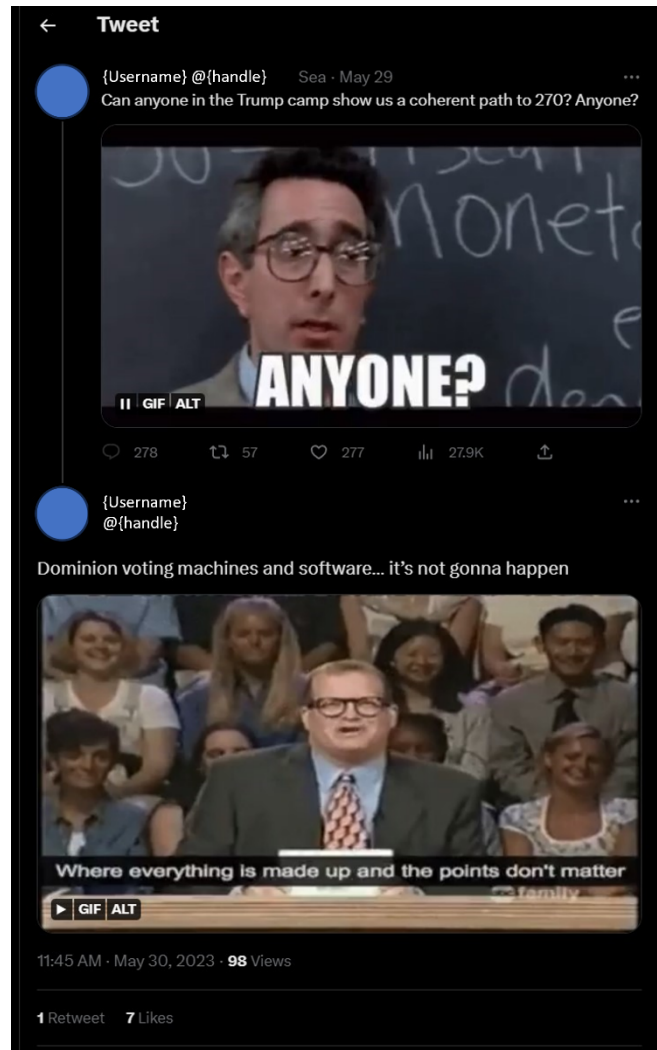 Tweet
{Username} @{handle} Sea · May 29
Can anyone in the Trump camp show us a coherent path to 270? Anyone?
monet
ANYONE?
GIF ALT
278 57 277 27.9K
{Username}
@{handle}
Dominion voting machines and software... it’s not gonna happen
Where everything is made up and the points don't matter
family
GIF ALT
11:45 AM · May 30, 2023 · 98 Views
1 Retweet 7 Likes